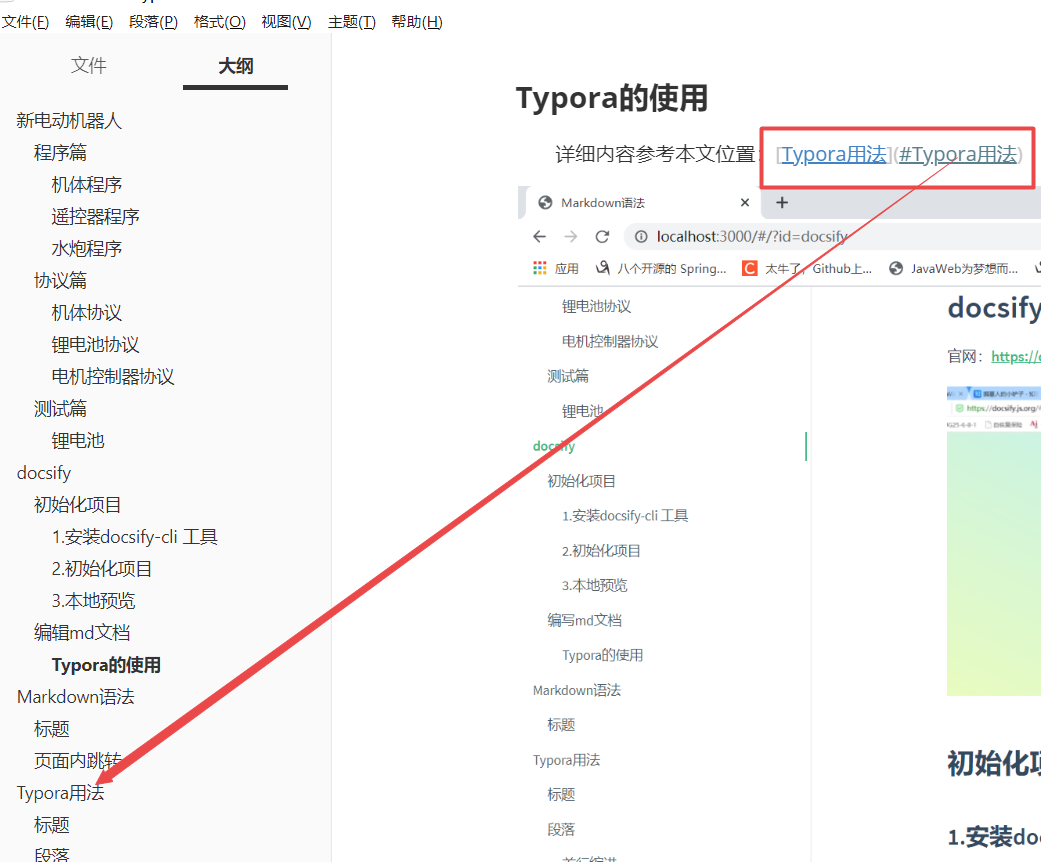 文件(F) 编辑(E) 段落(P) 格式(O) 视图(V) 主题(T) 帮助(H)
文件 大纲
新电动机器人
程序篇
机体程序
遥控器程序
水炮程序
协议篇
机体协议
锂电池协议
电机控制器协议
测试篇
锂电池
docsify
初始化项目
1.安装docsify-cli 工具
2.初始化项目
3.本地预览
编辑md文档
Typora的使用
Markdown语法
标题
页面内跳转
Typora用法
标题
段落
Typora的使用
详细内容参考本文位置：[Typora用法](#Typora用法)
Markdown语法
localhost:3000/#/?id=docsify
应用 八个开源的 Spring... 太牛了，Github上... JavaWeb为梦想而...
锂电池协议
电机控制器协议
测试篇
锂电池
docsify
初始化项目
1.安装docsify-cli 工具
2.初始化项目
3.本地预览
编写md文档
Typora的使用
Markdown语法
标题
Typora用法
标题
段落
首行缩进
docsify
官网：https://
https://docsify.js.org/
初始化项
1.安装doc